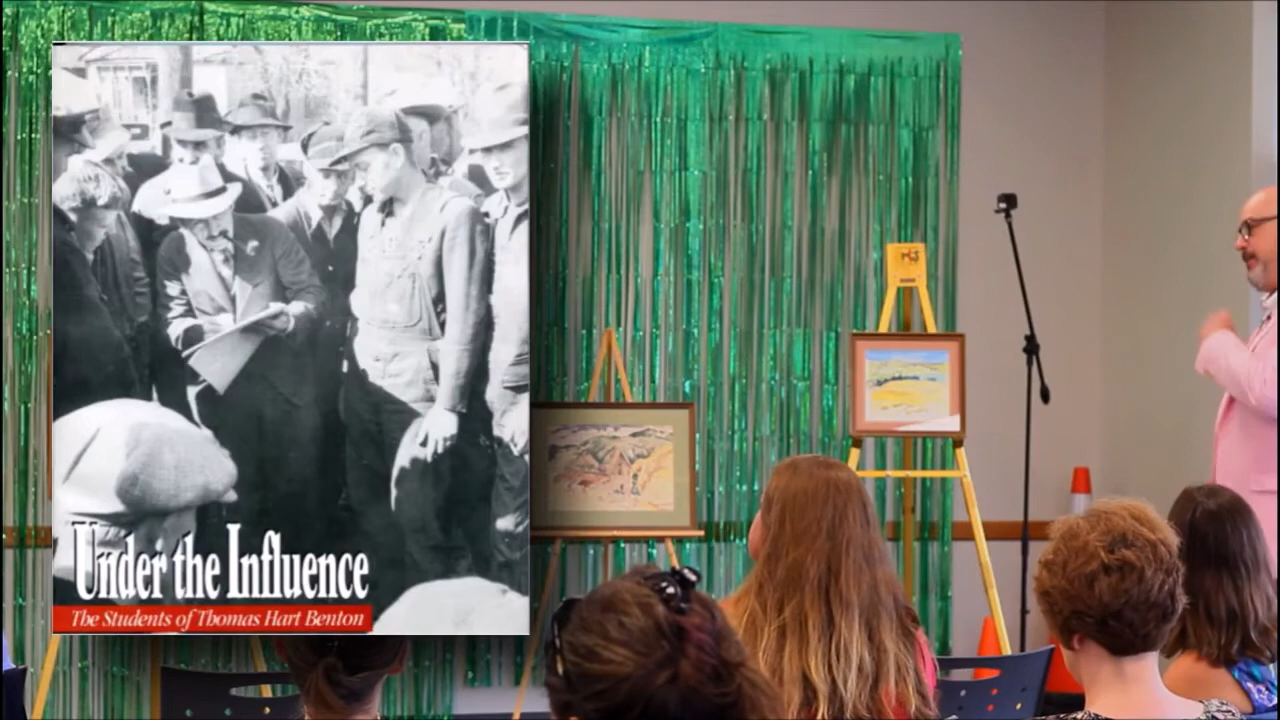 Under the Influence
The Students of Thomas Hart Benton